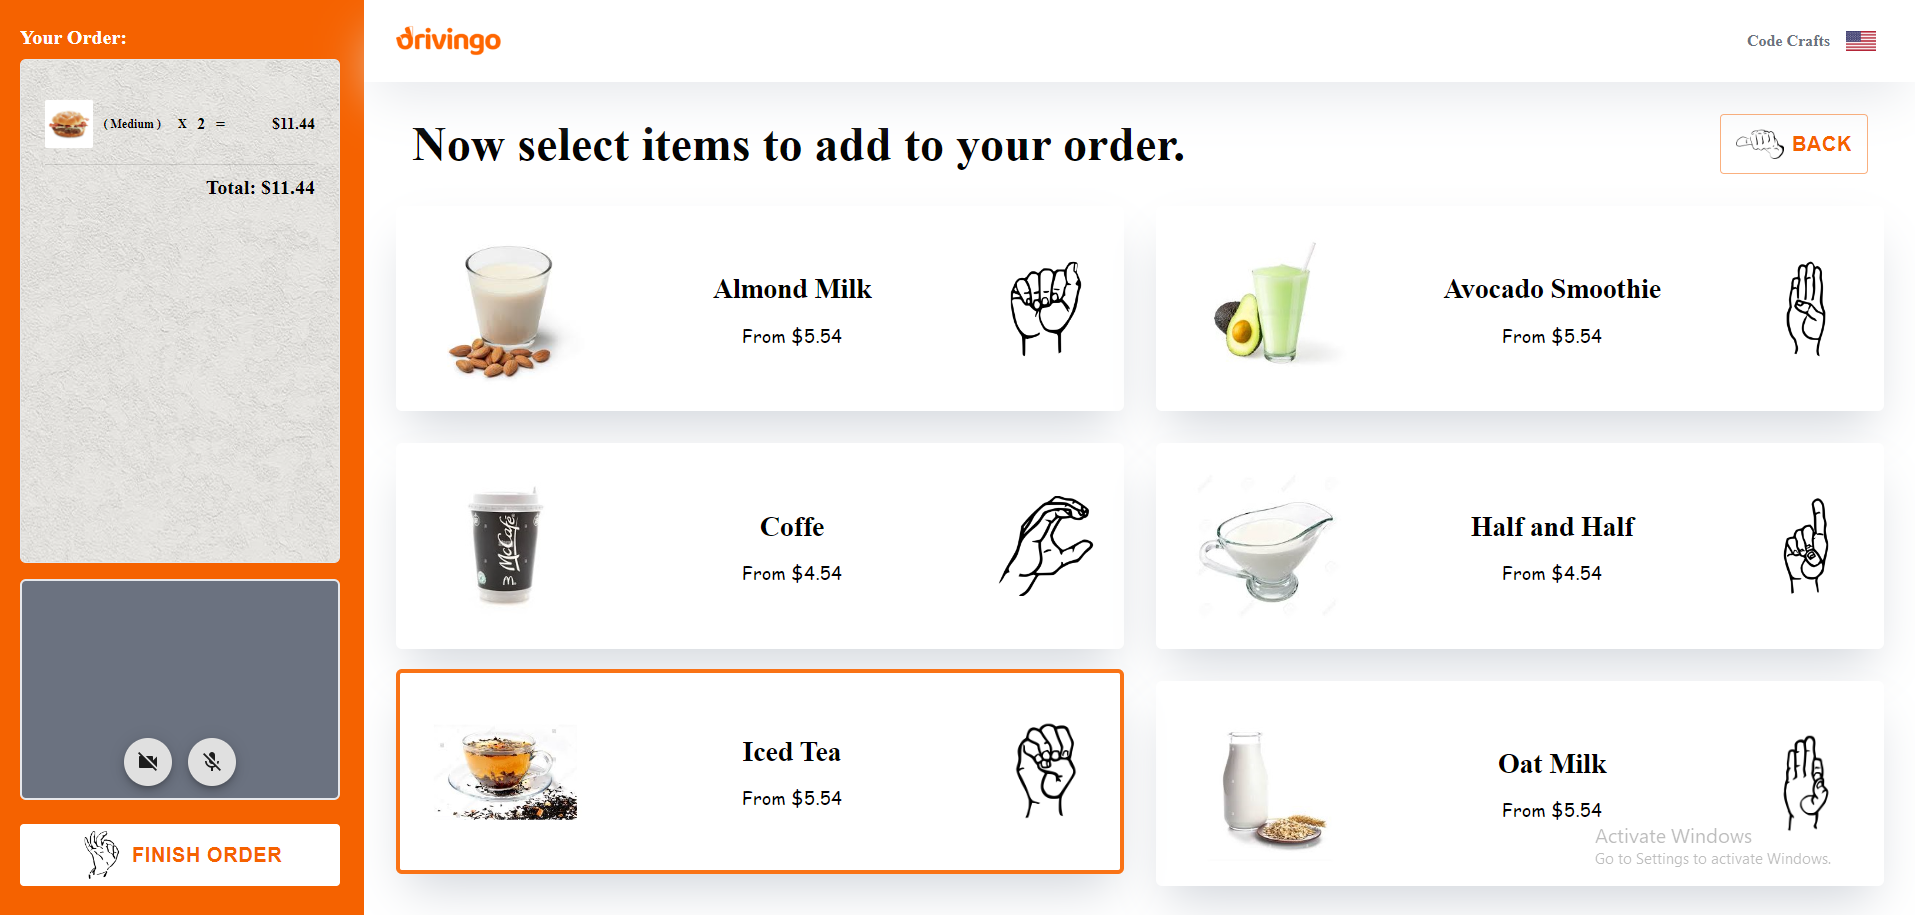 Your Order:
( Medium ) X 2 = $11.44
Total: $11.44
FINISH ORDER
drivingo
Code Crafts
Now select items to add to your order.
BACK
Almond Milk
From $5.54
Avocado Smoothie
From $5.54
McCafé
Coffe
From $4.54
Half and Half
From $4.54
Iced Tea
From $5.54
Oat Milk
From $5.54
Activate Windows
Go to Settings to activate Windows.